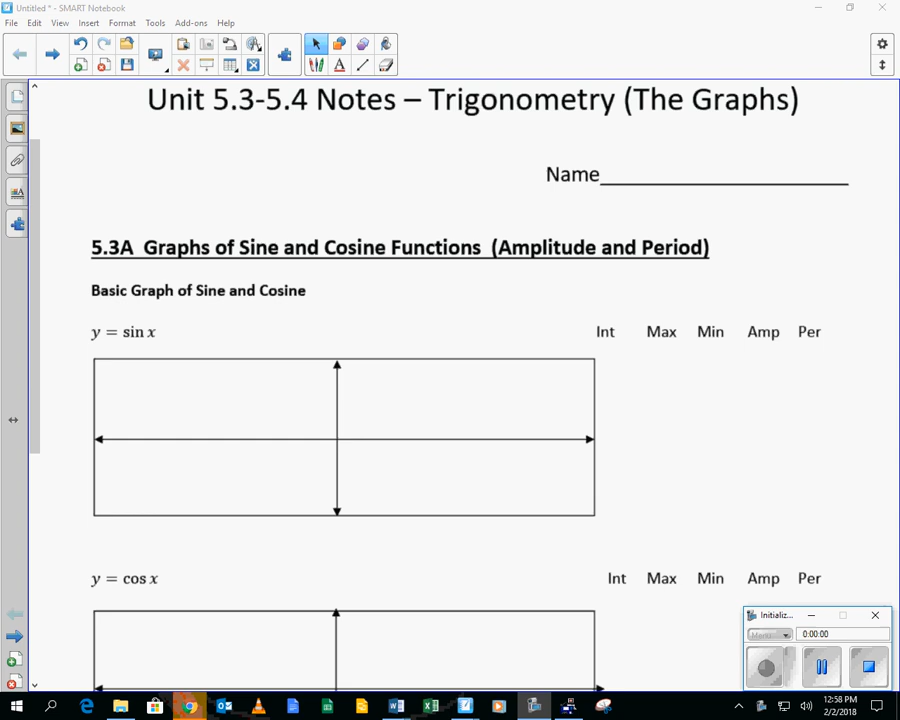 Untitled * - SMART Notebook
File Edit View Insert Format Tools Add-ons Help
Unit 5.3-5.4 Notes – Trigonometry (The Graphs)
Name____________________
5.3A Graphs of Sine and Cosine Functions (Amplitude and Period)
Basic Graph of Sine and Cosine
y = sin x Int Max Min Amp Per
y = cos x Int Max Min Amp Per
Initializ...
0:00:00
12:58 PM
2/2/2018